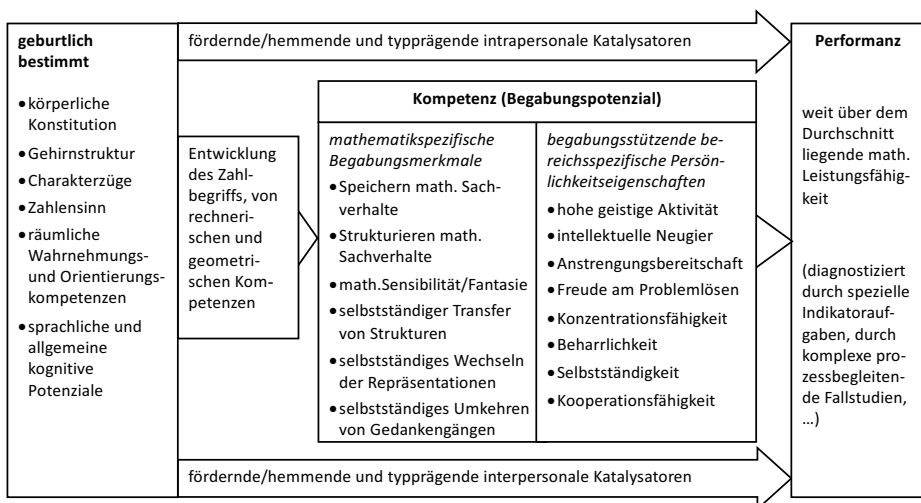 geburtlich
bestimmt
• körperliche
Konstitution
• Gehirnstruktur
• Charakterzüge
• Zahlensinn
• räumliche
Wahrnehmungs-
und Orientierungs-
kompetenzen
• sprachliche und
allgemeine
kognitive
Potenziale
fördernde/hemmende und typprägende intrapersonale Katalysatoren
Entwicklung
des Zahl-
begriffs, von
rechneri-
schen und
geometri-
schen Kom-
petenzen
Kompetenz (Begabungspotenzial)
mathematikspezifische
Begabungsmerkmale
• Speichern math. Sach-
verhalte
• Strukturieren math.
Sachverhalte
• math.Sensibilität/Fantasie
• selbstständiger Transfer
von Strukturen
• selbstständiges Wechseln
der Repräsentationen
• selbstständiges Umkehren
von Gedankengängen
begabungsstützende be-
reichsspezifische Persön-
lichkeitseigenschaften
• hohe geistige Aktivität
• intellektuelle Neugier
• Anstrengungsbereitschaft
• Freude am Problemlösen
• Konzentrationsfähigkeit
• Beharrlichkeit
• Selbstständigkeit
• Kooperationsfähigkeit
fördernde/hemmende und typprägende interpersonale Katalysatoren
Performanz
weit über dem
Durchschnitt
liegende math.
Leistungsfähig-
keit
(diagnostiziert
durch spezielle
Indikatorauf-
gaben, durch
komplexe pro-
zessbegleiten-
de Fallstudien,
…)